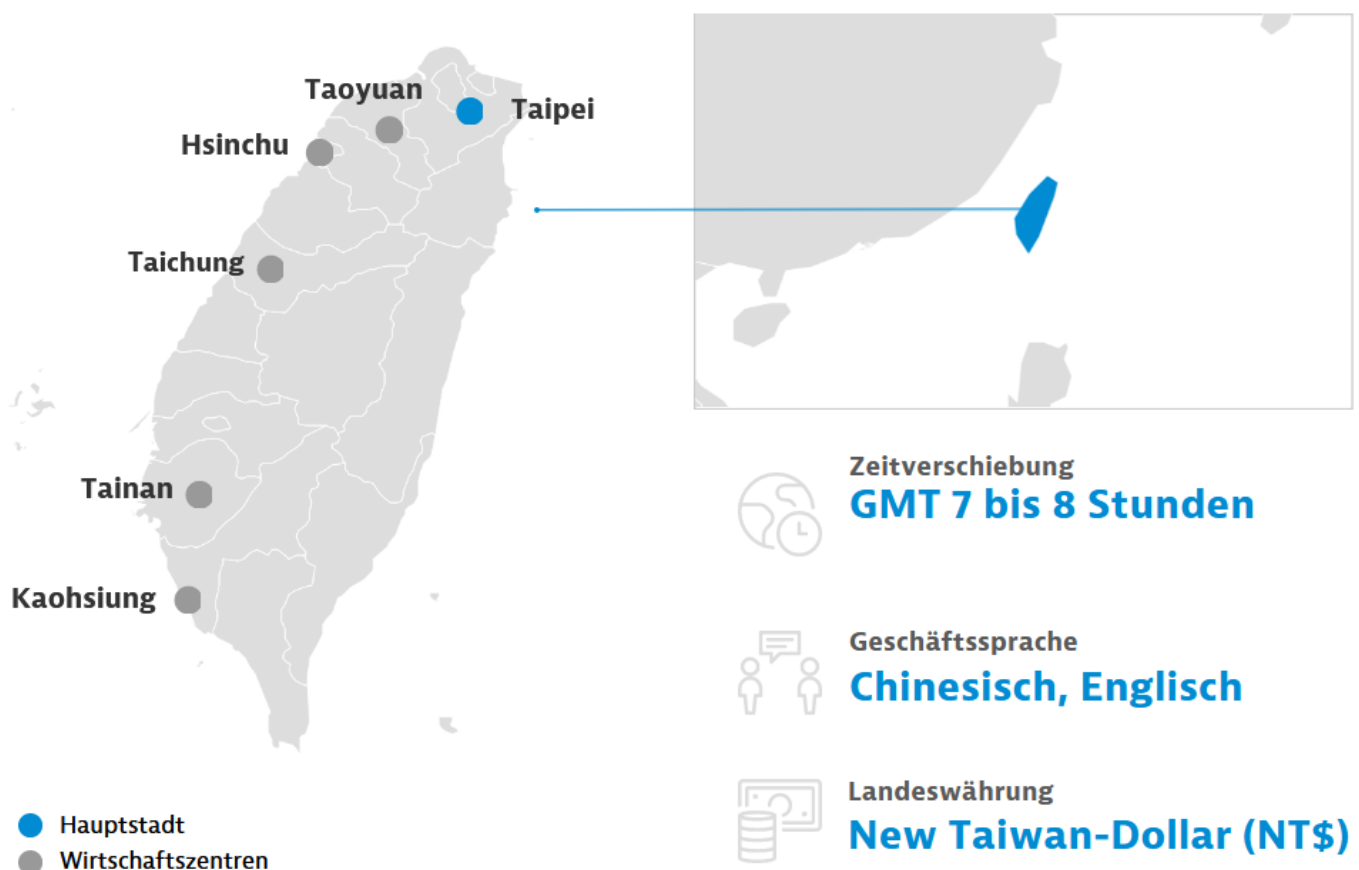 Taoyuan
Taipei
Hsinchu
Taichung
Tainan
Kaohsiung
Hauptstadt
Wirtschaftszentren
Zeitverschiebung
GMT 7 bis 8 Stunden
Geschäftssprache
Chinesisch, Englisch
Landeswährung
New Taiwan-Dollar (NT$)